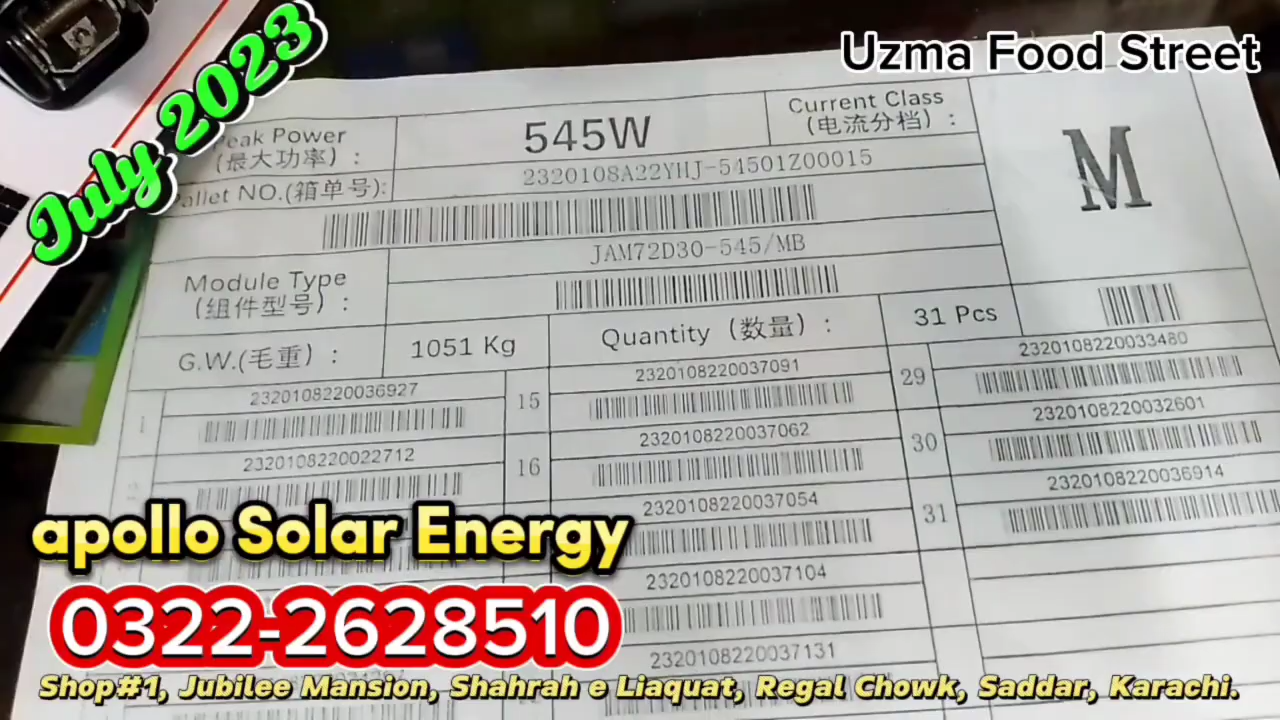 July 2023
Uzma Food Street
Peak Power
(最大功率) :
545W
Current Class
(电流分档) :
M
Pallet NO.(箱单号):
2320108A22YHJ-54501Z00015
Module Type
(组件型号) :
JAM72D30-545/MB
G.W.(毛重) :
1051 Kg
Quantity (数量) :
31 Pcs
1
2320108220036927
15
2320108220037091
29
2320108220033480
2320108220022712
16
2320108220037062
30
2320108220032601
2320108220037054
31
2320108220036914
2320108220037104
2320108220037131
apollo Solar Energy
0322-2628510
Shop#1, Jubilee Mansion, Shahrah e Liaquat, Regal Chowk, Saddar, Karachi.